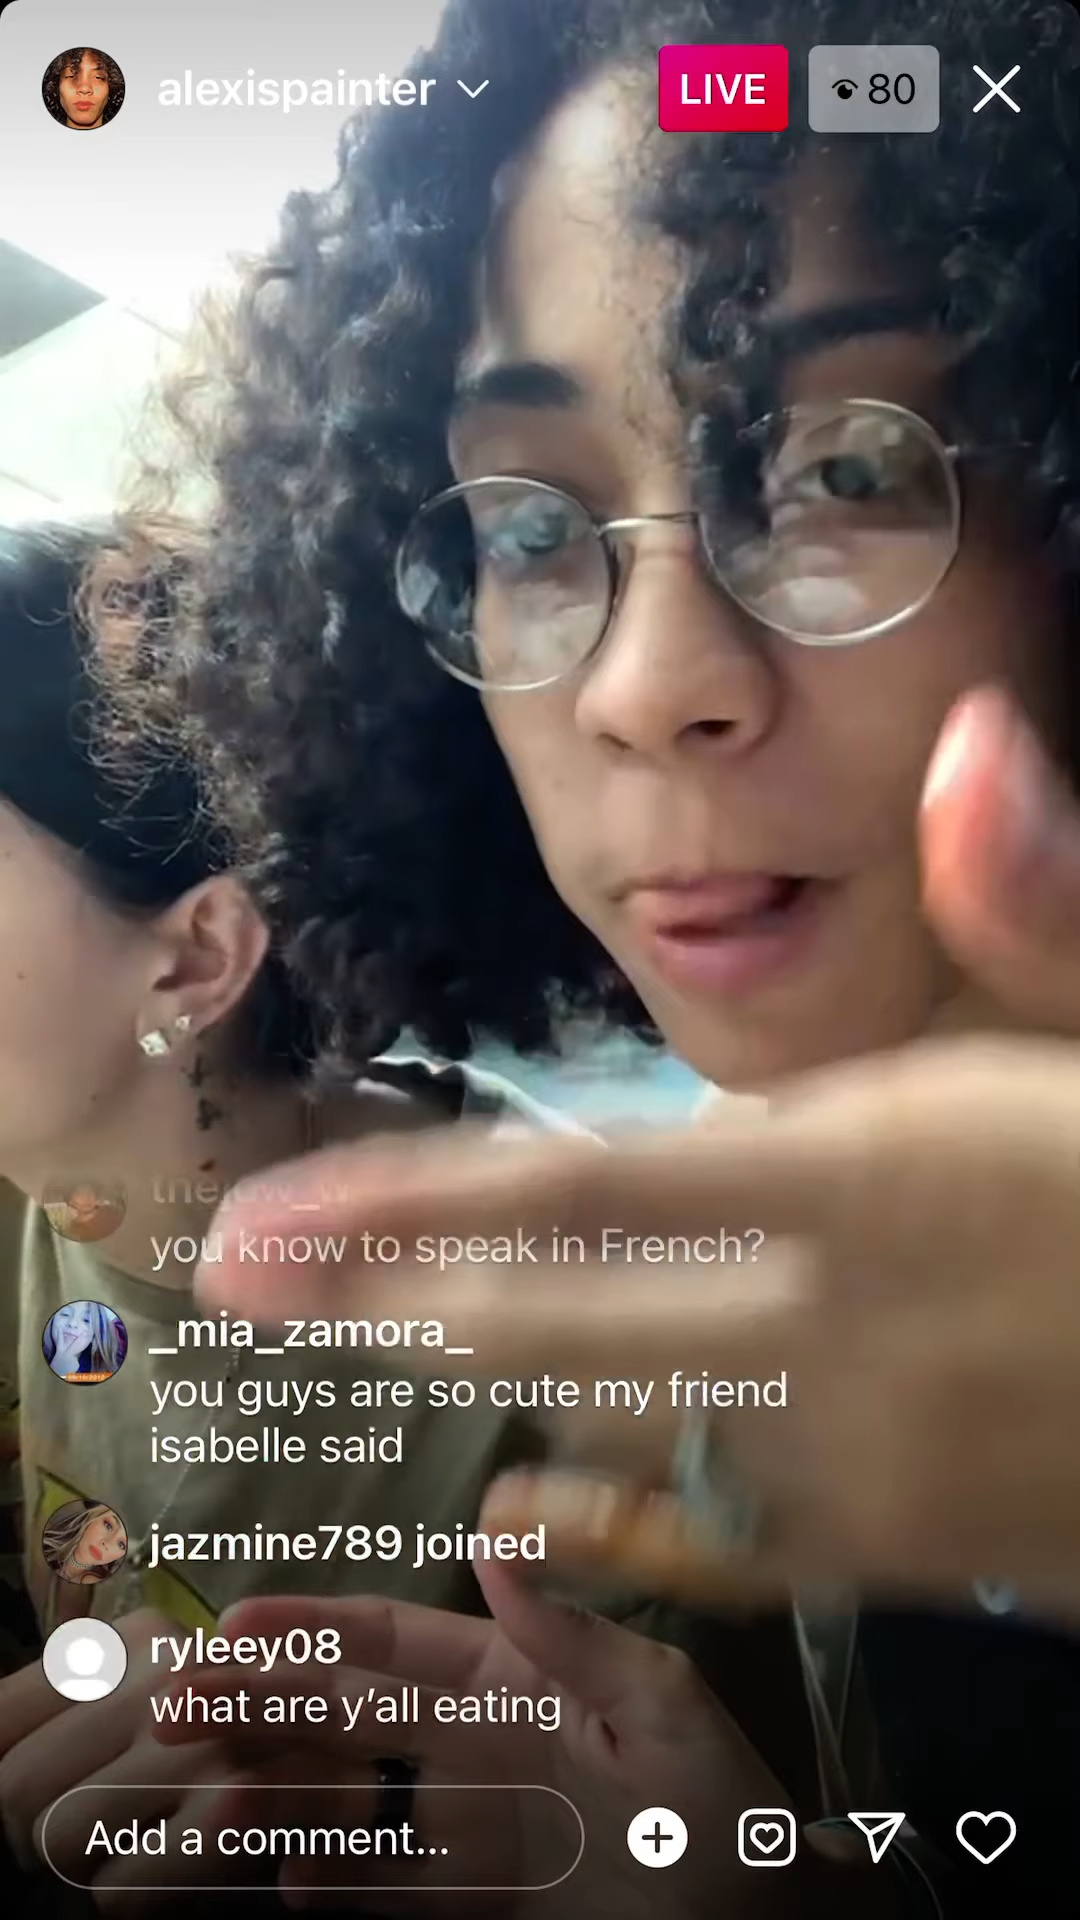 alexispainter
LIVE
80
you know to speak in French?
_mia_zamora_
you guys are so cute my friend
isabelle said
jazmine789 joined
ryleey08
what are y’all eating
Add a comment...